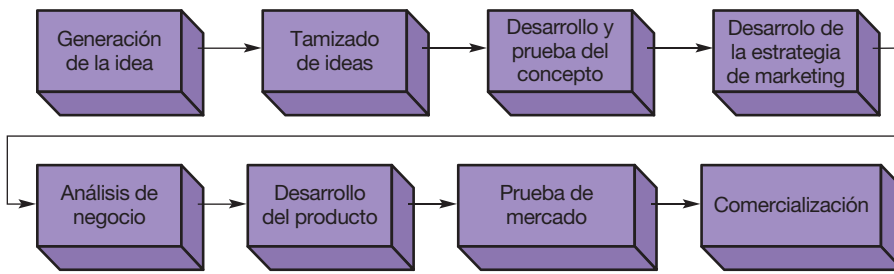 Generación
de la idea
Tamizado
de ideas
Desarrollo y
prueba del
concepto
Desarrolo de
la estrategia
de marketing
Análisis de
negocio
Desarrollo
del producto
Prueba de
mercado
Comercialización